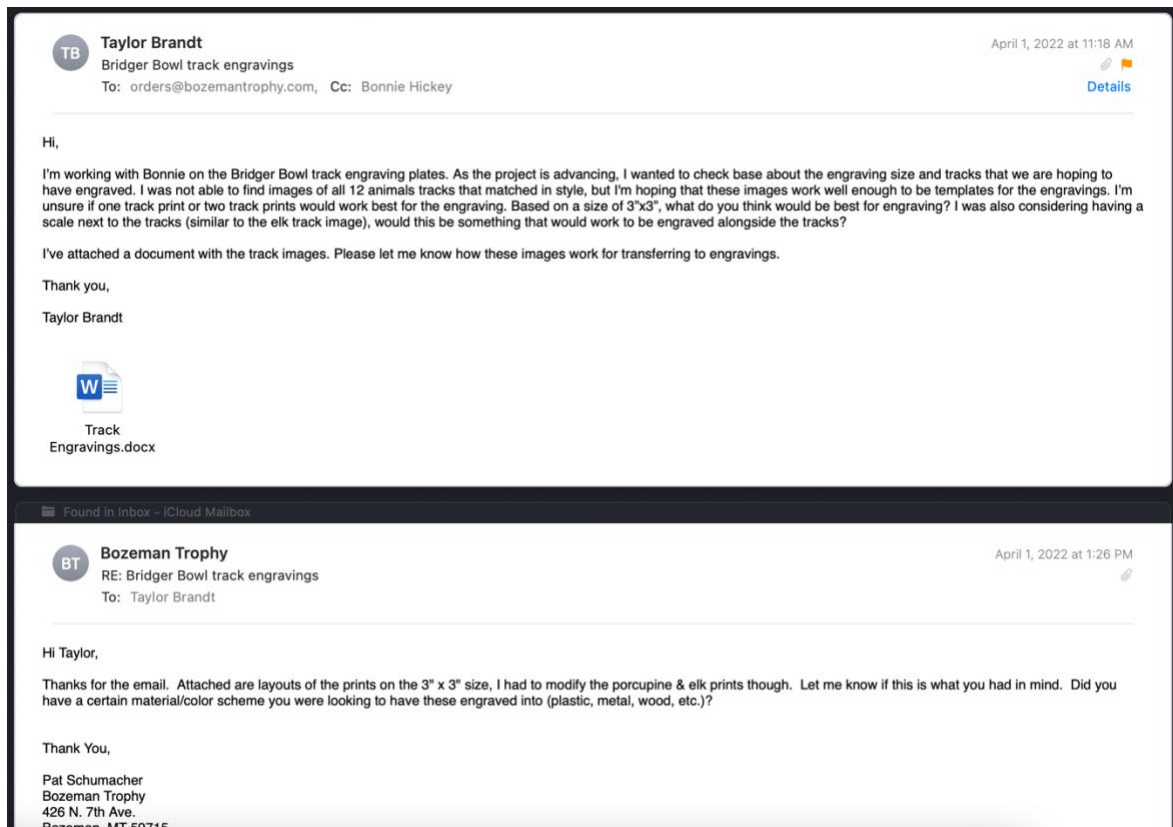 TB
Taylor Brandt
April 1, 2022 at 11:18 AM
Bridger Bowl track engravings
To: orders@bozemantrophy.com, Cc: Bonnie Hickey
Details
Hi,
I'm working with Bonnie on the Bridger Bowl track engraving plates. As the project is advancing, I wanted to check base about the engraving size and tracks that we are hoping to
have engraved. I was not able to find images of all 12 animals tracks that matched in style, but I'm hoping that these images work well enough to be templates for the engravings. I'm
unsure if one track print or two track prints would work best for the engraving. Based on a size of 3"x3", what do you think would be best for engraving? I was also considering having a
scale next to the tracks (similar to the elk track image), would this be something that would work to be engraved alongside the tracks?
I've attached a document with the track images. Please let me know how these images work for transferring to engravings.
Thank you,
Taylor Brandt
W
Track
Engravings.docx
Found in Inbox - iCloud Mailbox
BT
Bozeman Trophy
April 1, 2022 at 1:26 PM
RE: Bridger Bowl track engravings
To: Taylor Brandt
Hi Taylor,
Thanks for the email.  Attached are layouts of the prints on the 3" x 3" size, I had to modify the porcupine & elk prints though.  Let me know if this is what you had in mind.  Did you
have a certain material/color scheme you were looking to have these engraved into (plastic, metal, wood, etc.)?
Thank You,
Pat Schumacher
Bozeman Trophy
426 N. 7th Ave.
Bozeman, MT 59715